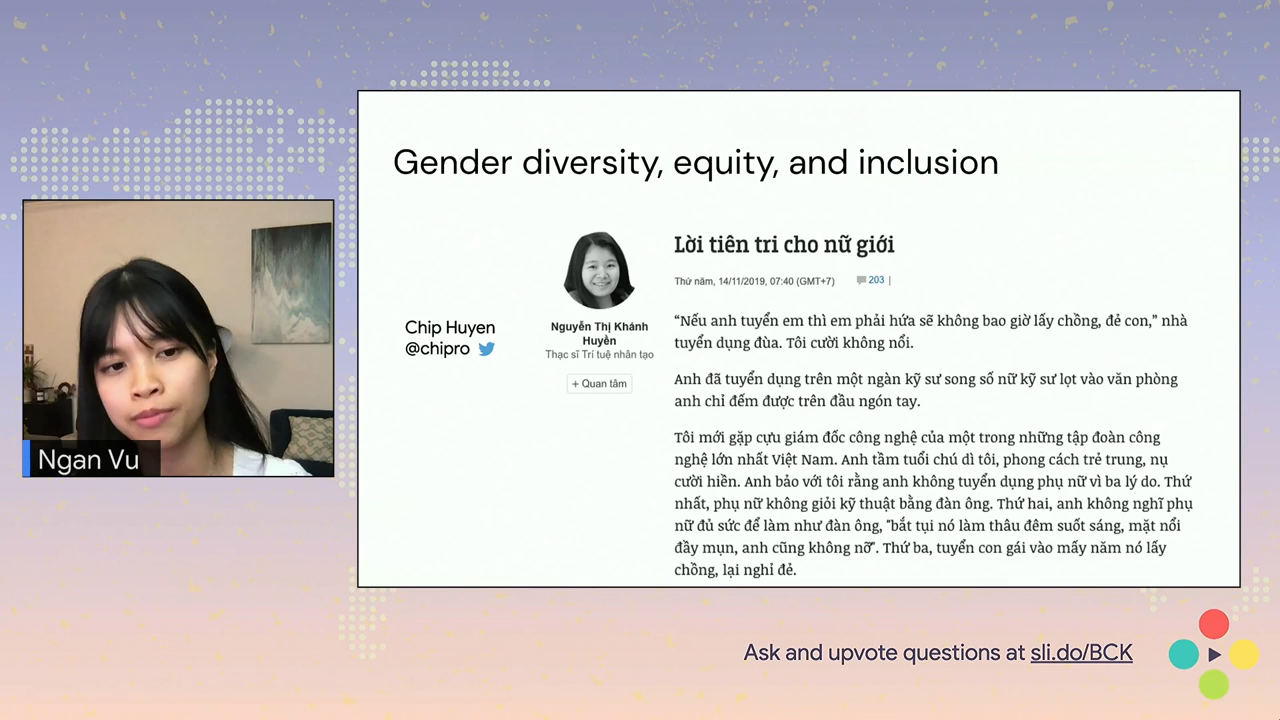 Gender diversity, equity, and inclusion
Chip Huyen
@chipro
Nguyễn Thị Khánh
Huyền
Thạc sĩ Trí tuệ nhân tạo
+ Quan tâm
Lời tiên tri cho nữ giới
Thứ năm, 14/11/2019, 07:40 (GMT+7) 203 |
“Nếu anh tuyển em thì em phải hứa sẽ không bao giờ lấy chồng, đẻ con,” nhà
tuyển dụng đùa. Tôi cười không nổi.
Anh đã tuyển dụng trên một ngàn kỹ sư song số nữ kỹ sư lọt vào văn phòng
anh chỉ đếm được trên đầu ngón tay.
Tôi mới gặp cựu giám đốc công nghệ của một trong những tập đoàn công
nghệ lớn nhất Việt Nam. Anh tầm tuổi chú dì tôi, phong cách trẻ trung, nụ
cười hiền. Anh bảo với tôi rằng anh không tuyển dụng phụ nữ vì ba lý do. Thứ
nhất, phụ nữ không giỏi kỹ thuật bằng đàn ông. Thứ hai, anh không nghĩ phụ
nữ đủ sức để làm như đàn ông, "bắt tụi nó làm thâu đêm suốt sáng, mặt nổi
đầy mụn, anh cũng không nỡ". Thứ ba, tuyển con gái vào mấy năm nó lấy
chồng, lại nghỉ đẻ.
Ngan Vu
Ask and upvote questions at sli.do/BCK